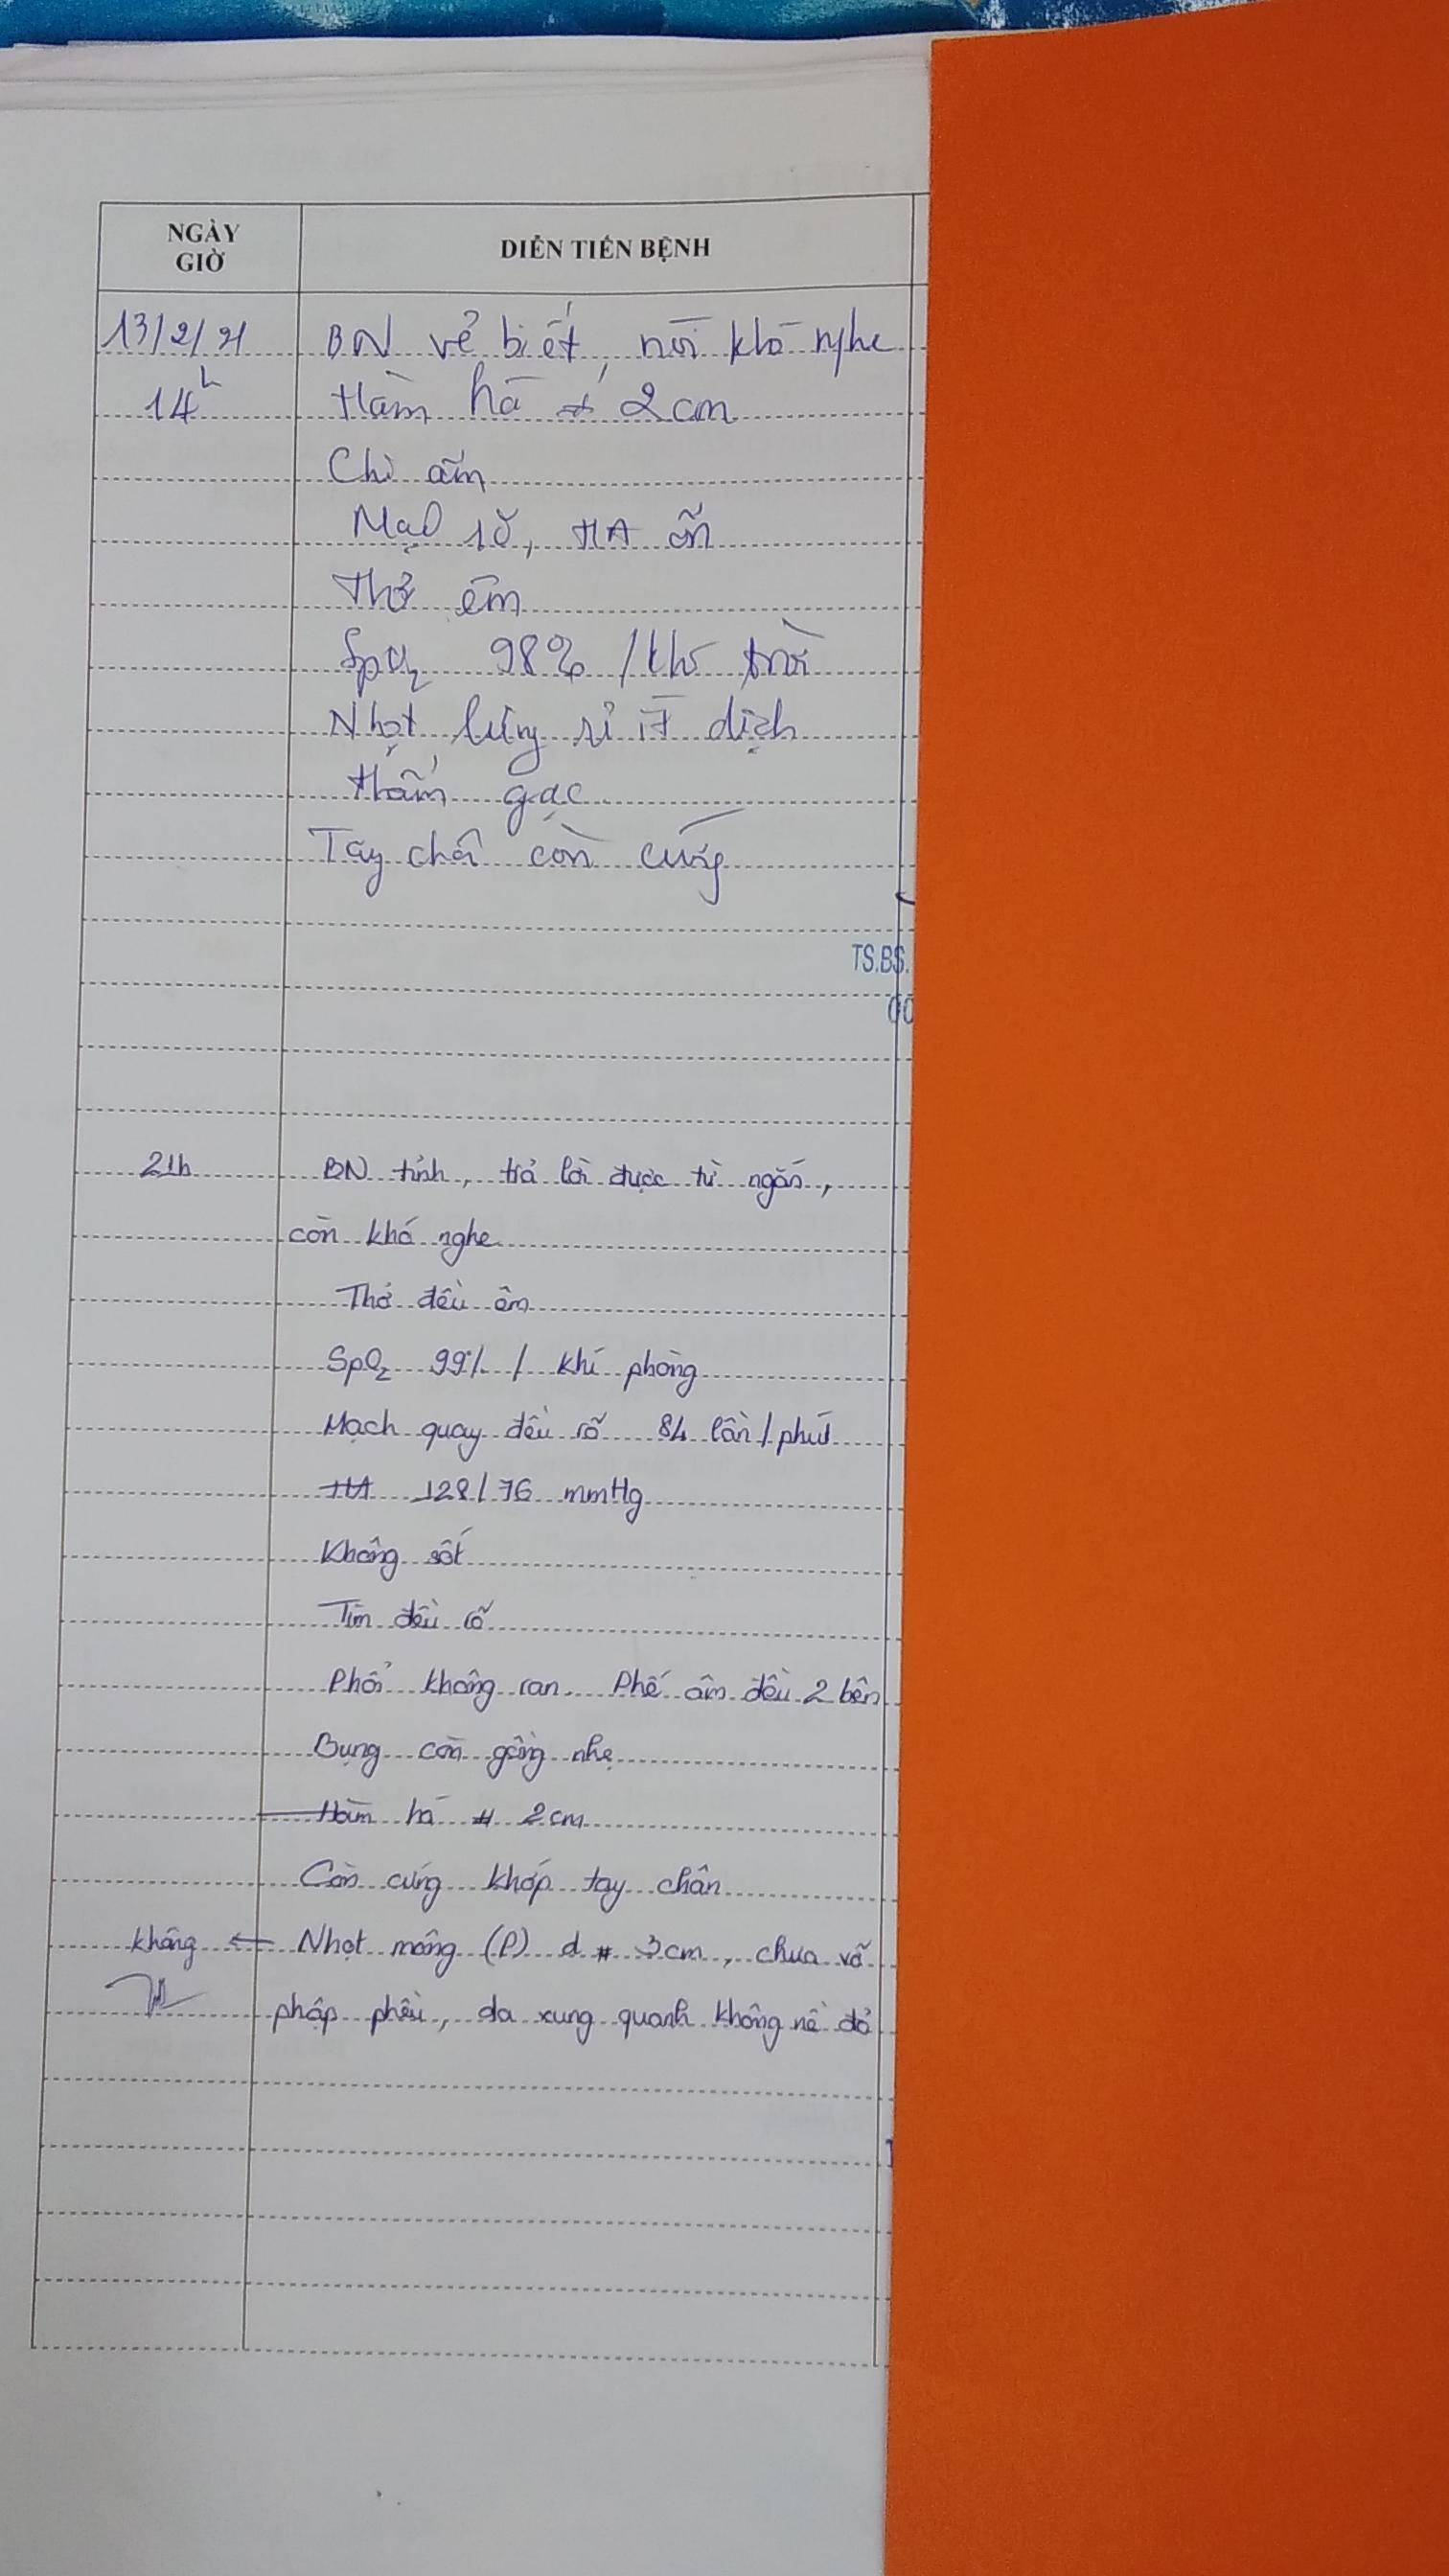 NGÀY
GIỜ
DIỄN TIẾN BỆNH
13/2/21
BN vẻ biết, nói khó nghe
14h
Hàm há # 2cm
Chi ấm
Mạch rõ, HA ổn
Thở êm
SpO2 98% / khí trời
Nhọt lưng rỉ ít dịch
thấm gạc
Tay chân còn cứng
TS.BS.
00
21h
BN tỉnh, trả lời được từ ngắn,
còn khó nghe
Thở đều êm
SpO2 99% / khí phòng
Mạch quay đều rõ 84 lần / phút
HA 128 / 76 mmHg
Không sốt
Tim đều rõ
Phổi không ran. Phế âm đều 2 bên
Bụng còn gồng nhẹ
Hàm há # 2cm
Còn cứng khớp tay chân
không ← Nhọt mông (P) d # 3cm, chưa vỡ
phập phều, da xung quanh không nề đỏ